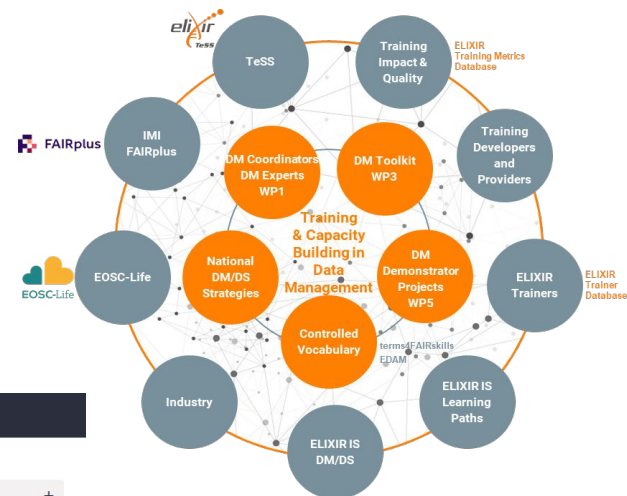 elixir
TeSS
TeSS
Training
Impact &
Quality
ELIXIR
Training Metrics
Database
FAIRplus
IMI
FAIRplus
DM Coordinators
DM Experts
WP1
DM Toolkit
WP3
Training
Developers
and
Providers
Training
& Capacity
Building in
Data
Management
EOSC-Life
EOSC-Life
National
DM/DS
Strategies
DM
Demonstrator
Projects
WP5
ELIXIR
Trainers
ELIXIR
Trainer
Database
Controlled
Vocabulary
terms4FAIRskills
EDAM
Industry
ELIXIR IS
DM/DS
ELIXIR IS
Learning
Paths
+